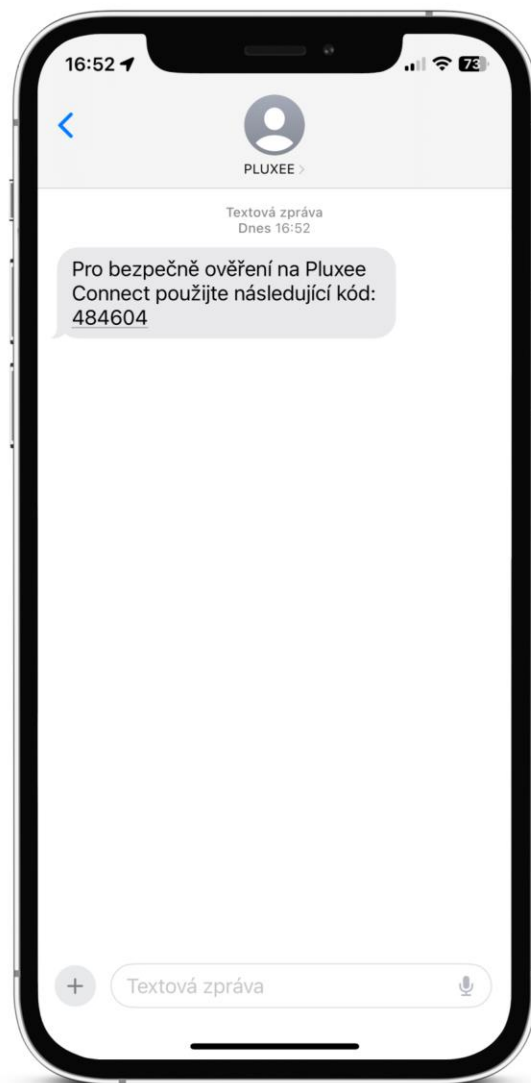 16:52
73
PLUXEE
Textová zpráva
Dnes 16:52
Pro bezpečně ověření na Pluxee
Connect použijte následující kód:
484604
Textová zpráva